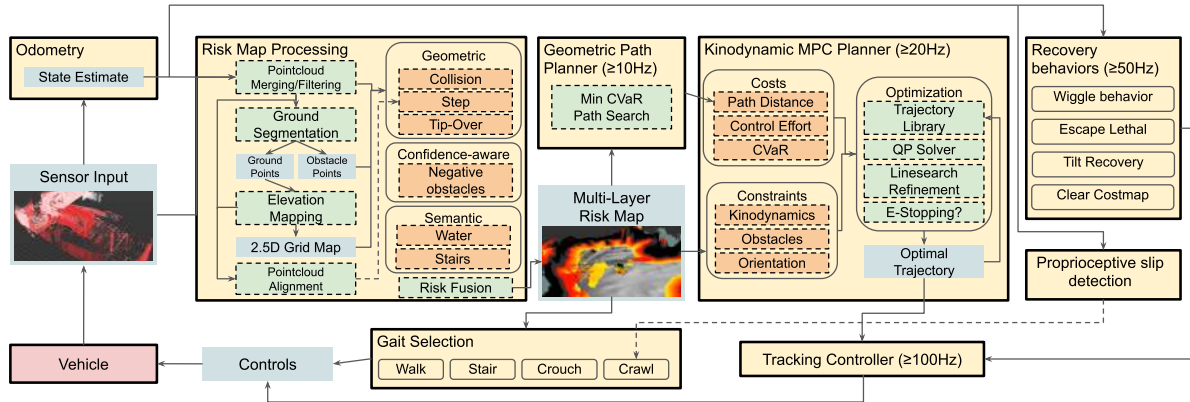 Odometry
State Estimate
Sensor Input
Vehicle
Risk Map Processing
Pointcloud
Merging/Filtering
Ground
Segmentation
Ground
Points
Obstacle
Points
Elevation
Mapping
2.5D Grid Map
Pointcloud
Alignment
Geometric
Collision
Step
Tip-Over
Confidence-aware
Negative
obstacles
Semantic
Water
Stairs
Risk Fusion
Geometric Path
Planner (≥10Hz)
Min CVaR
Path Search
Multi-Layer
Risk Map
Kinodynamic MPC Planner (≥20Hz)
Costs
Path Distance
Control Effort
CVaR
Constraints
Kinodynamics
Obstacles
Orientation
Optimization
Trajectory
Library
QP Solver
Linesearch
Refinement
E-Stopping?
Optimal
Trajectory
Recovery
behaviors (≥50Hz)
Wiggle behavior
Escape Lethal
Tilt Recovery
Clear Costmap
Proprioceptive slip
detection
Controls
Gait Selection
Walk
Stair
Crouch
Crawl
Tracking Controller (≥100Hz)